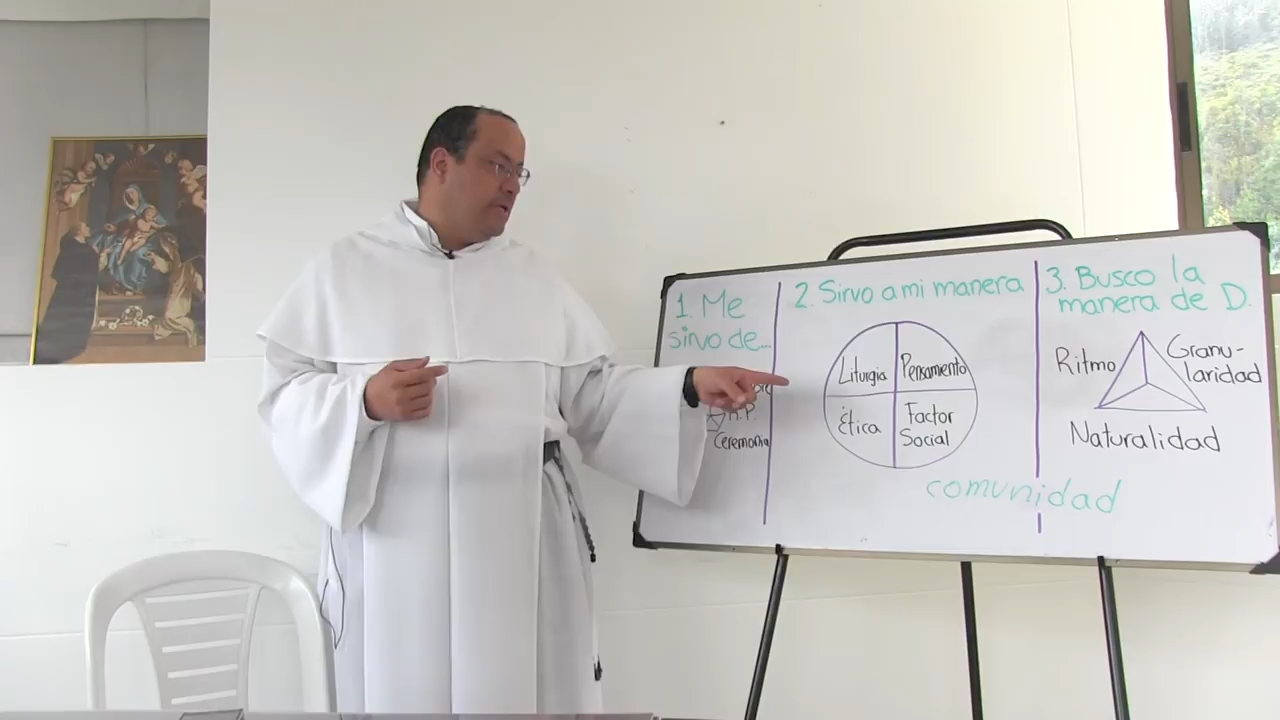 1. Me
sirvo de...
Ceremonia
2. Sirvo a mi manera
Liturgia
Pensamento
Ética
Factor
Social
comunidad
3. Busco la
manera de D.
Ritmo
Granu-
laridad
Naturalidad